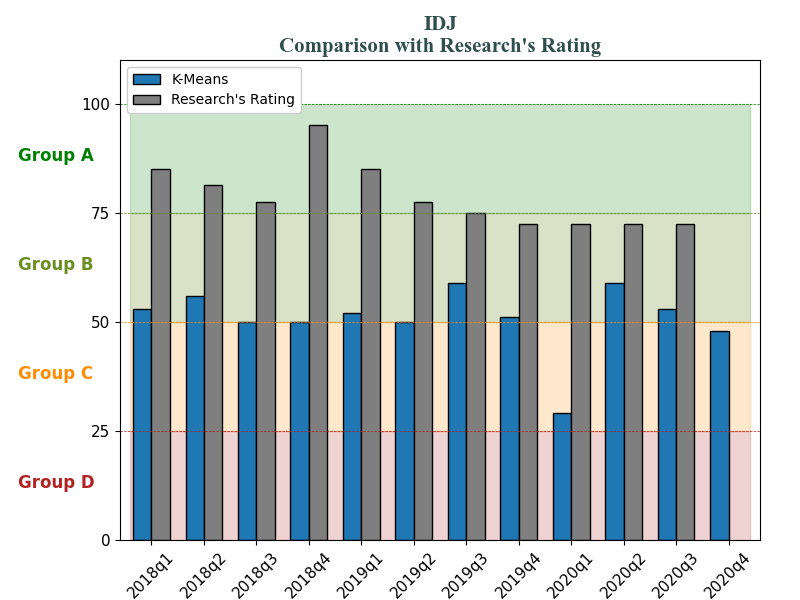 IDJ
Comparison with Research's Rating
K-Means
Research's Rating
100
Group A
75
Group B
50
Group C
25
Group D
0
2018q1 2018q2 2018q3 2018q4 2019q1 2019q2 2019q3 2019q4 2020q1 2020q2 2020q3 2020q4